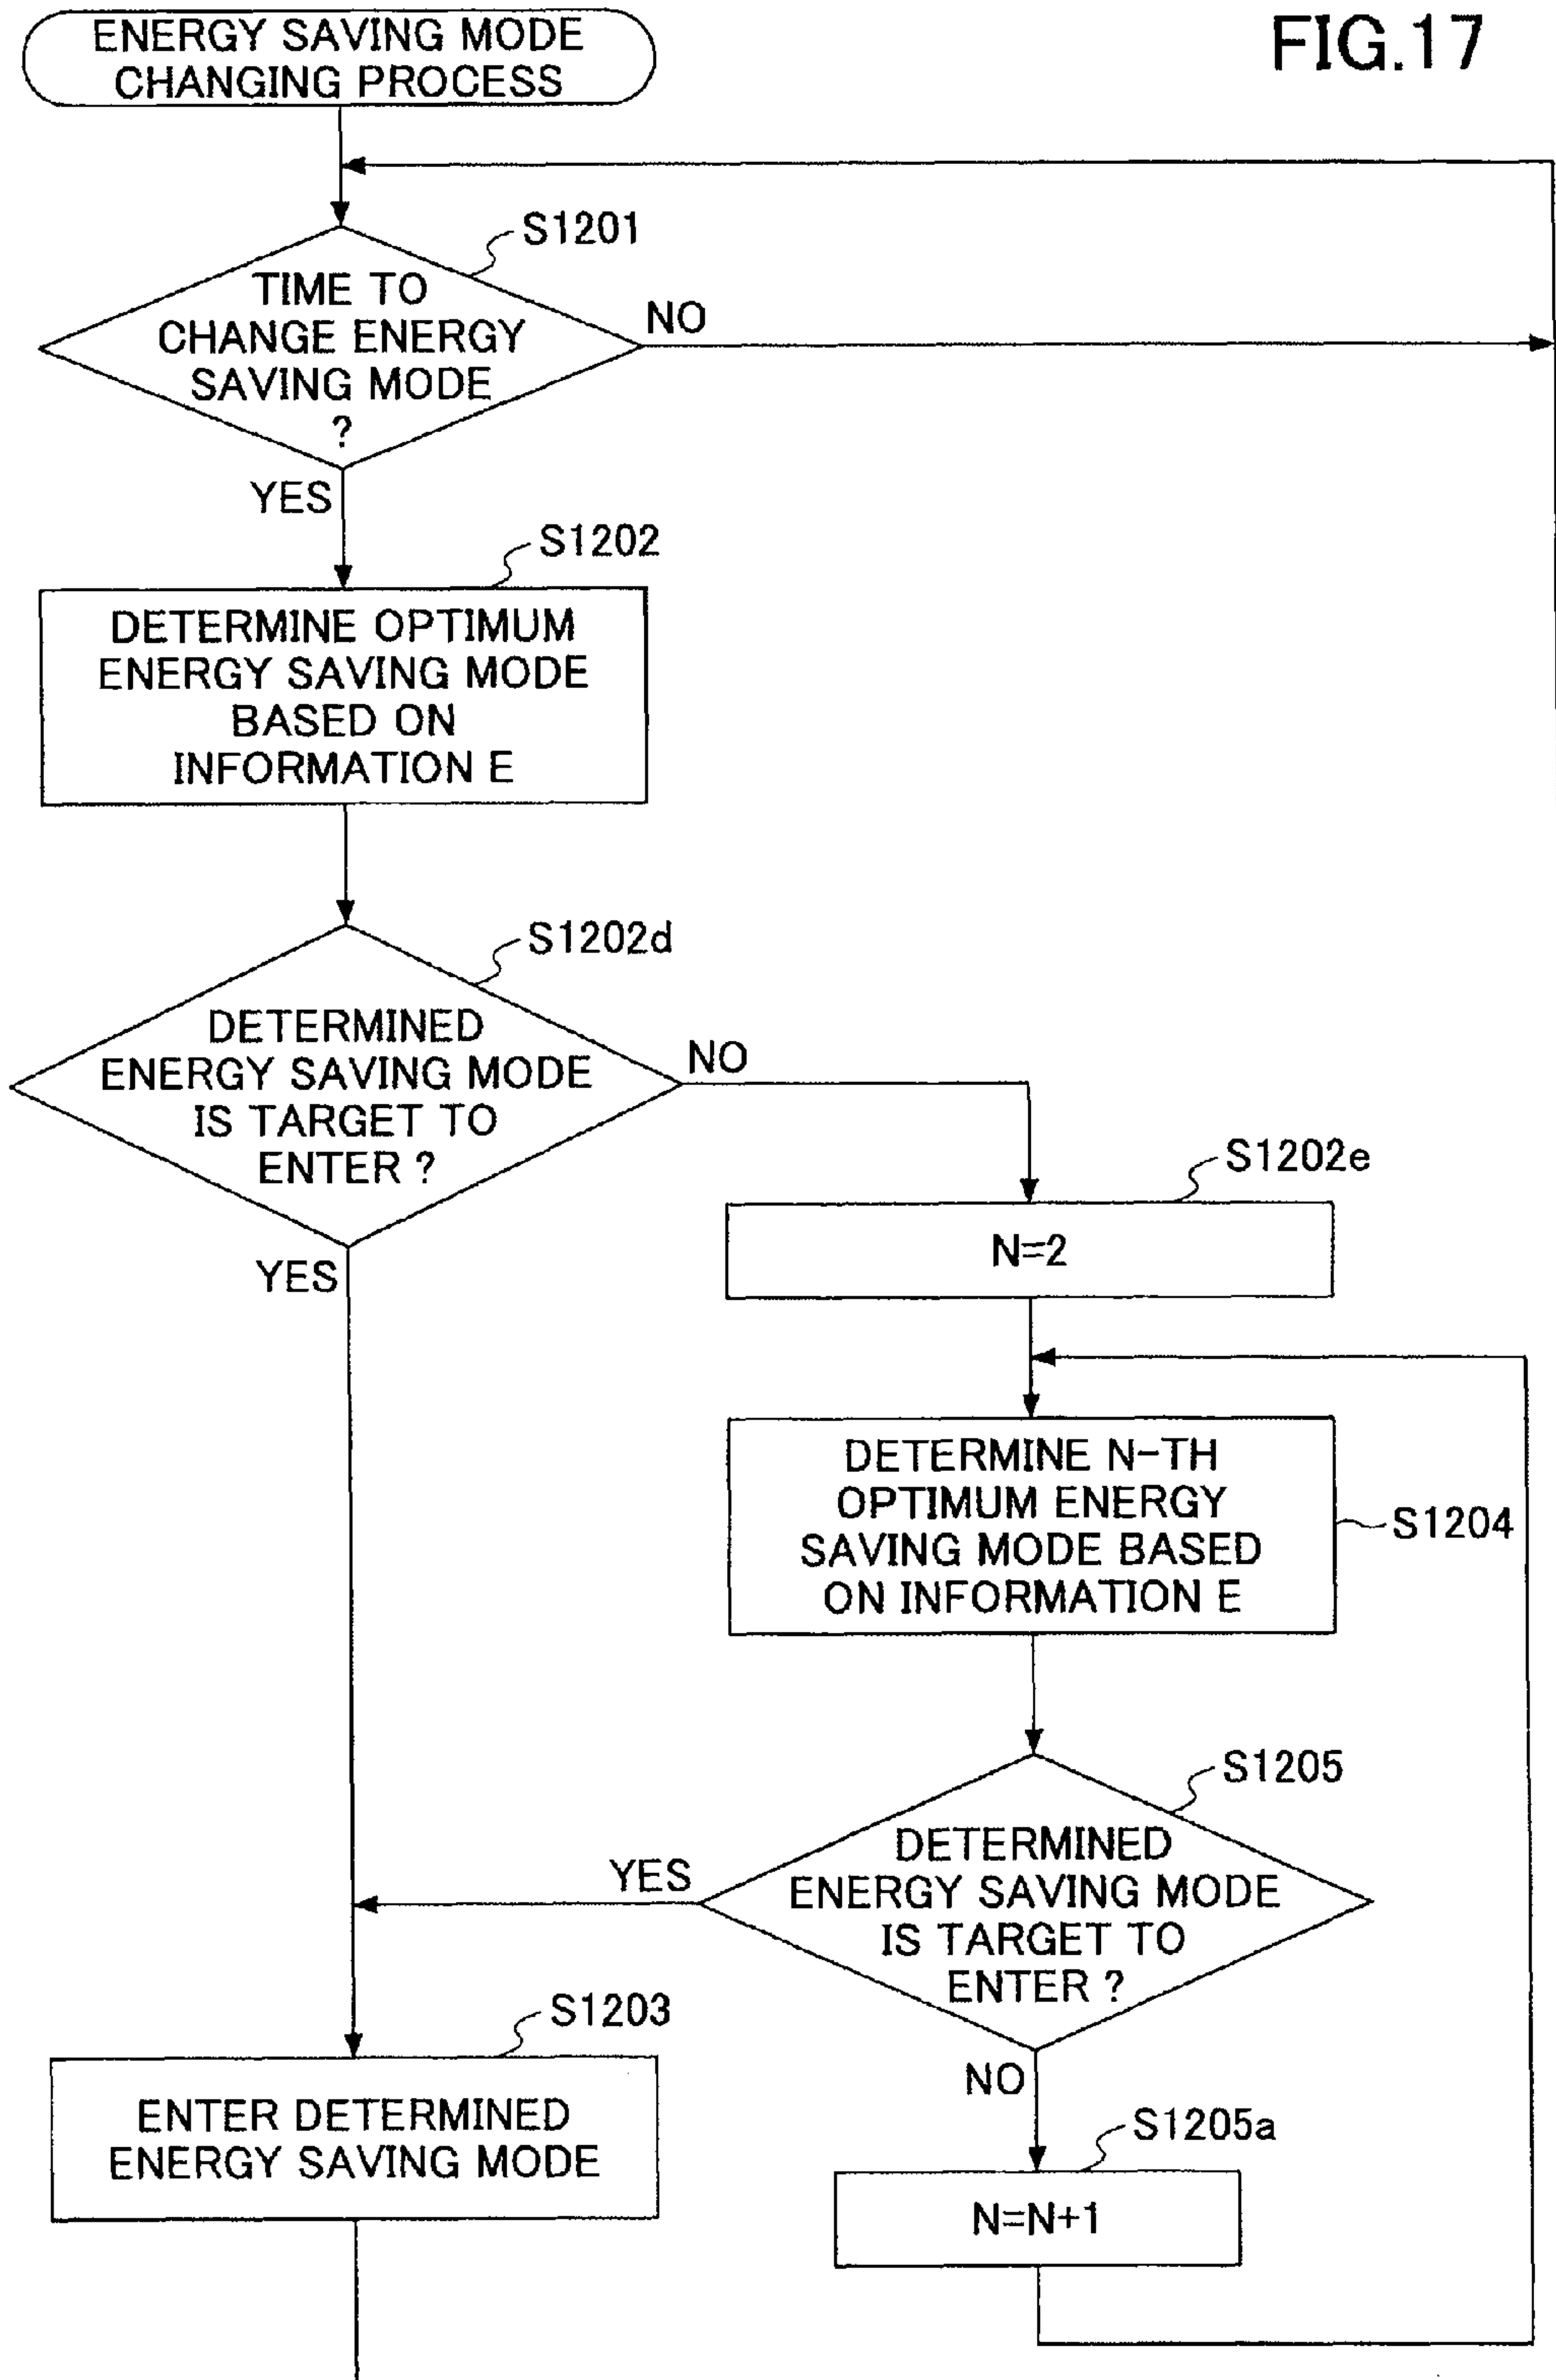 FIG.17
ENERGY SAVING MODE
CHANGING PROCESS
S1201
TIME TO
CHANGE ENERGY
SAVING MODE
?
NO
YES
S1202
DETERMINE OPTIMUM
ENERGY SAVING MODE
BASED ON
INFORMATION E
S1202d
DETERMINED
ENERGY SAVING MODE
IS TARGET TO
ENTER ?
NO
YES
S1202e
N=2
DETERMINE N-TH
OPTIMUM ENERGY
SAVING MODE BASED
ON INFORMATION E
S1204
S1205
DETERMINED
ENERGY SAVING MODE
IS TARGET TO
ENTER ?
YES
NO
S1203
ENTER DETERMINED
ENERGY SAVING MODE
S1205a
N=N+1